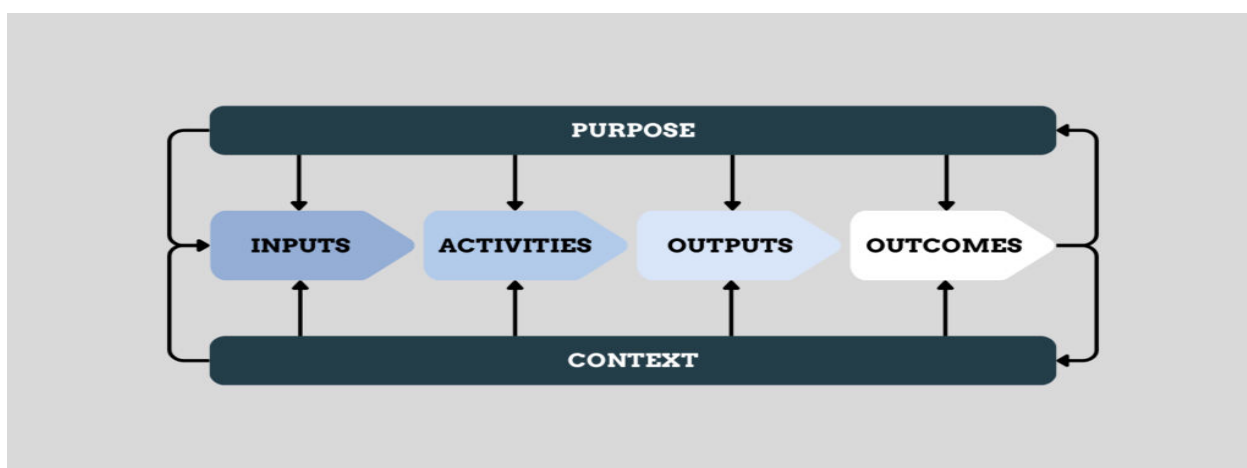 PURPOSE
INPUTS
ACTIVITIES
OUTPUTS
OUTCOMES
CONTEXT